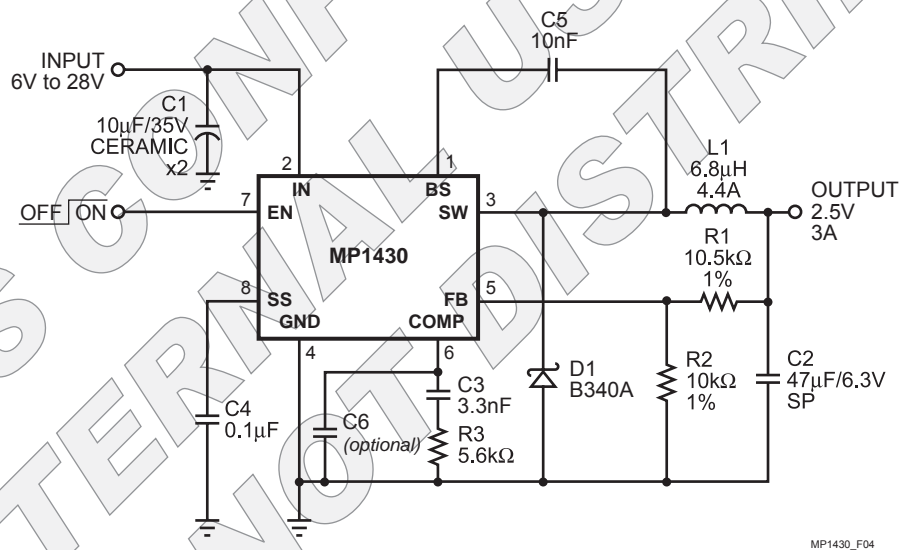 C5
10nF
INPUT
6V to 28V
C1
10µF/35V
CERAMIC
x2
L1
6.8µH
4.4A
2
1
IN
BS
OFF ON
7
EN
SW
3
OUTPUT
2.5V
3A
MP1430
R1
10.5kΩ
1%
8
SS
FB
5
GND
COMP
4
6
C4
0.1µF
C6
(optional)
C3
3.3nF
R3
5.6kΩ
D1
B340A
R2
10kΩ
1%
C2
47µF/6.3V
SP
MP1430_F04